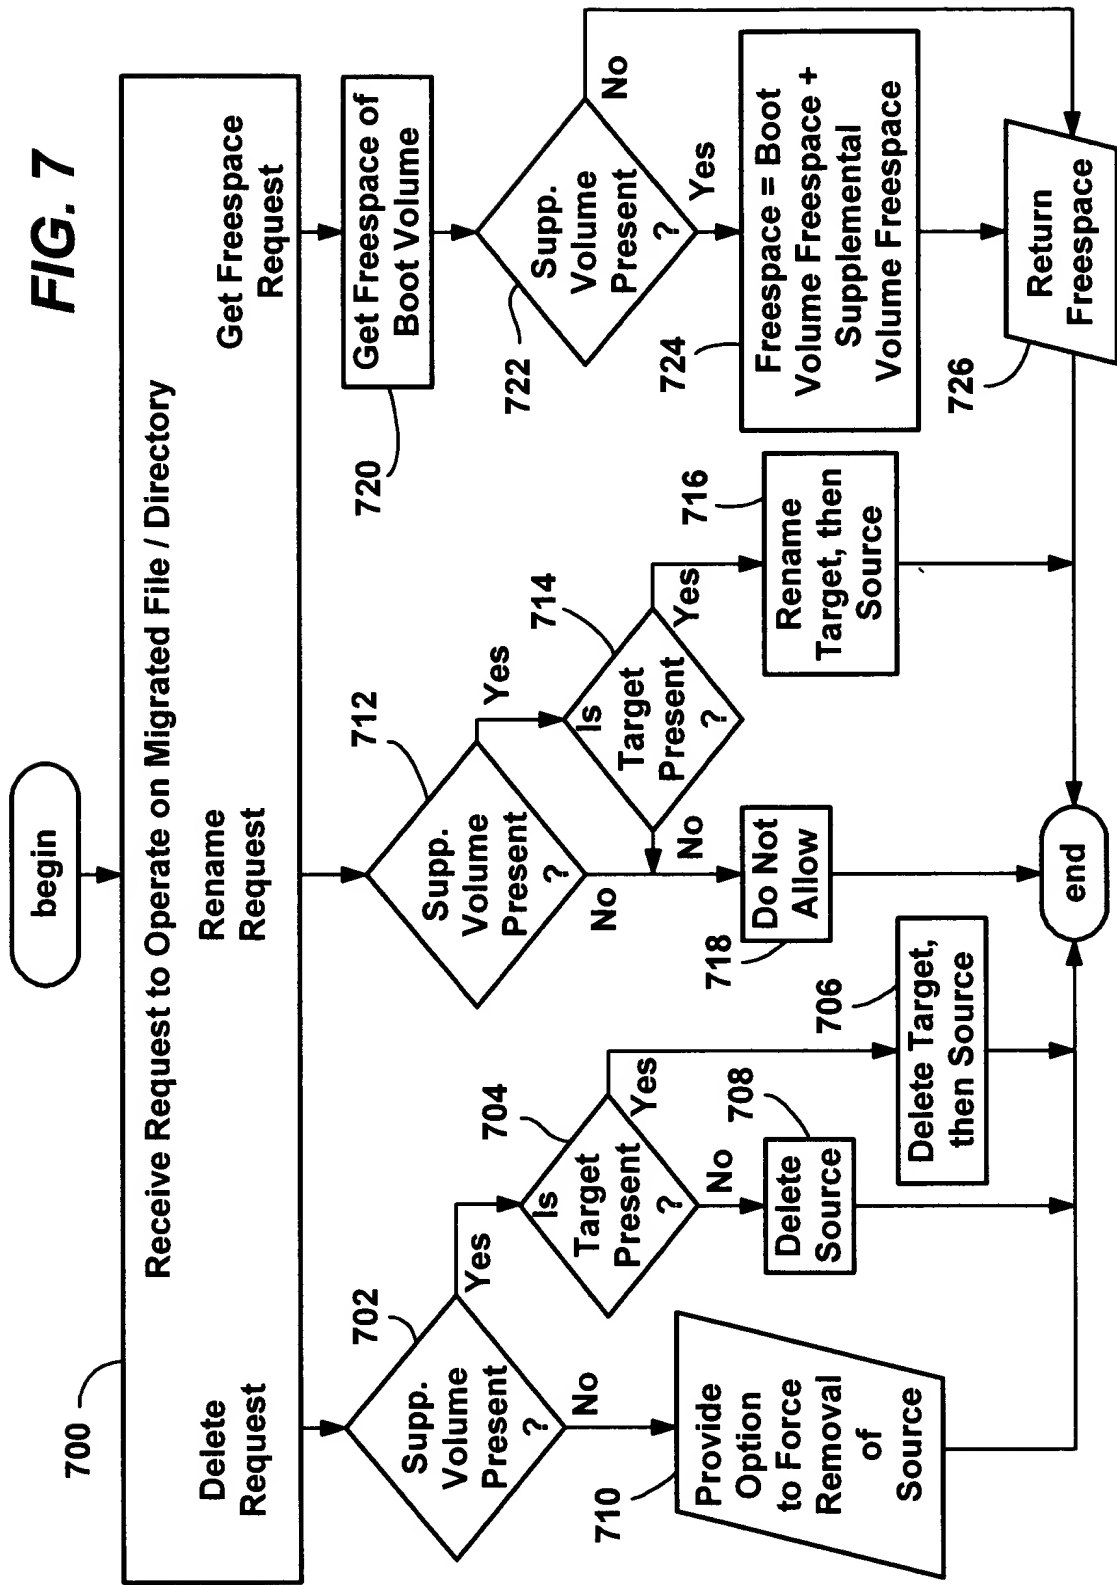 FIG. 7
begin
700
Receive Request to Operate on Migrated File / Directory
Delete
Request
Rename
Request
Get Freespace
Request
702
Supp.
Volume
Present
?
Yes
No
704
Is
Target
Present
?
Yes
No
706
Delete Target,
then Source
708
Delete
Source
710
Provide
Option
to Force
Removal
of
Source
712
Supp.
Volume
Present
?
Yes
No
714
Is
Target
Present
?
Yes
No
716
Rename
Target, then
Source
718
Do Not
Allow
720
Get Freespace of
Boot Volume
722
Supp.
Volume
Present
?
No
Yes
724
Freespace = Boot
Volume Freespace +
Supplemental
Volume Freespace
726
Return
Freespace
end